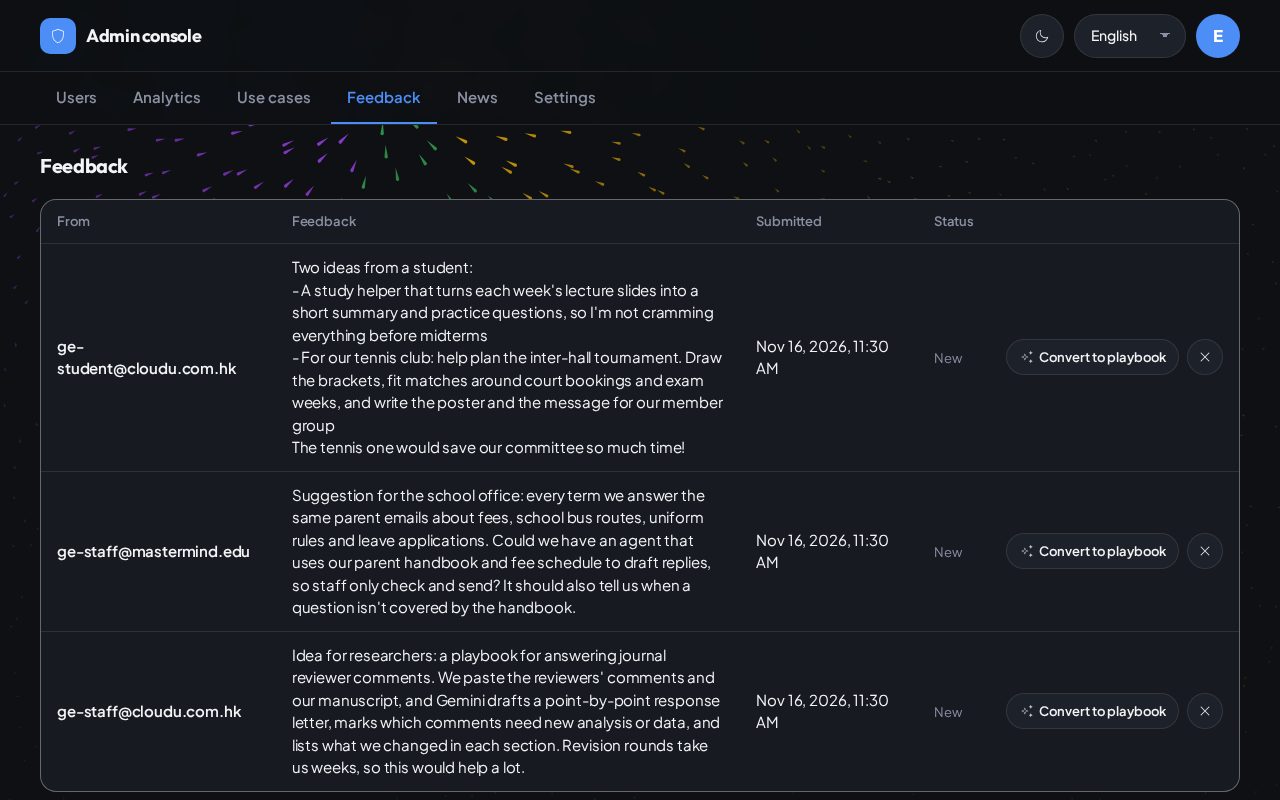 Admin console
English
E
Users
Analytics
Use cases
Feedback
News
Settings
Feedback
From
Feedback
Submitted
Status
ge-
student@cloudu.com.hk
Two ideas from a student:
- A study helper that turns each week's lecture slides into a
short summary and practice questions, so I'm not cramming
everything before midterms
- For our tennis club: help plan the inter-hall tournament. Draw
the brackets, fit matches around court bookings and exam
weeks, and write the poster and the message for our member
group
The tennis one would save our committee so much time!
Nov 16, 2026, 11:30
AM
New
Convert to playbook
ge-staff@mastermind.edu
Suggestion for the school office: every term we answer the
same parent emails about fees, school bus routes, uniform
rules and leave applications. Could we have an agent that
uses our parent handbook and fee schedule to draft replies,
so staff only check and send? It should also tell us when a
question isn't covered by the handbook.
Nov 16, 2026, 11:30
AM
New
Convert to playbook
ge-staff@cloudu.com.hk
Idea for researchers: a playbook for answering journal
reviewer comments. We paste the reviewers' comments and
our manuscript, and Gemini drafts a point-by-point response
letter, marks which comments need new analysis or data, and
lists what we changed in each section. Revision rounds take
us weeks, so this would help a lot.
Nov 16, 2026, 11:30
AM
New
Convert to playbook